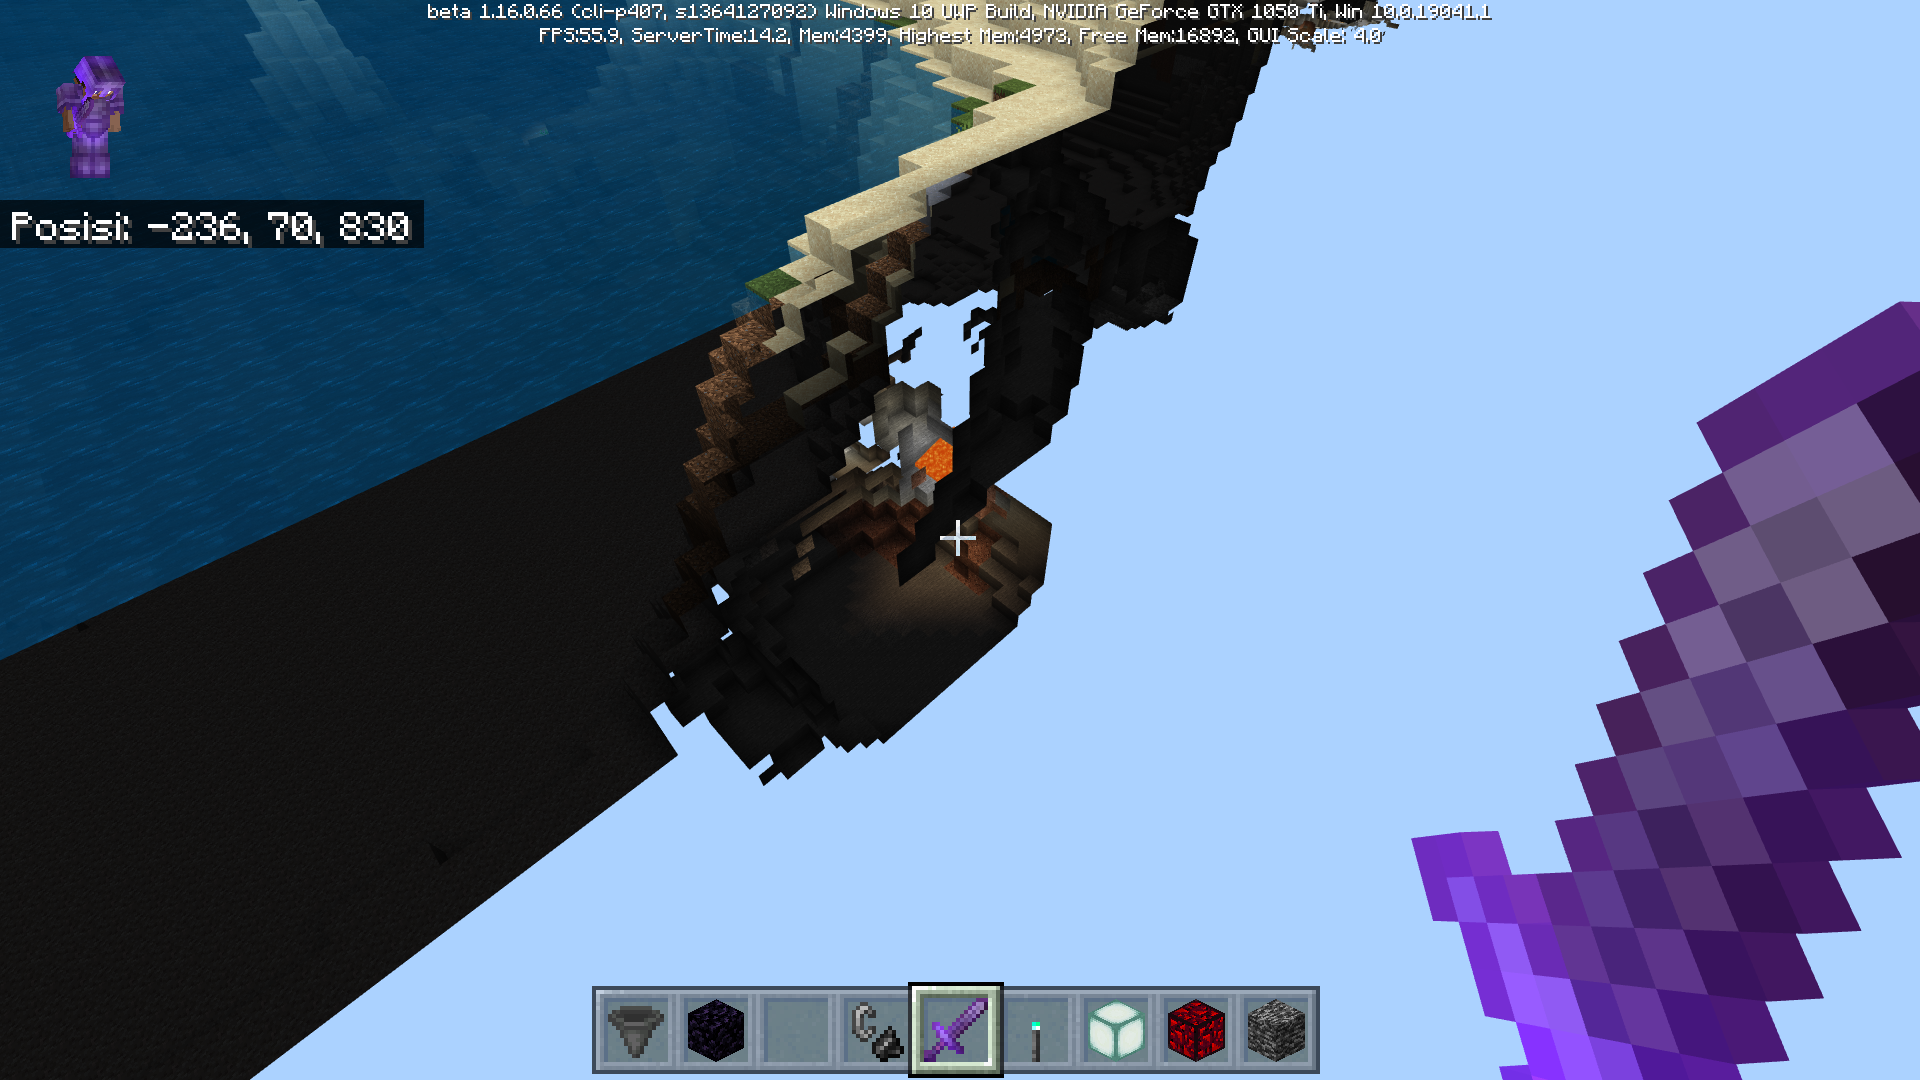 beta 1.16.0.66 (cli-p407, s1364127092) Windows 10 UWP Build, NVIDIA GeForce GTX 1050 Ti, Win 10.0.19041.1
FPS:55.9, ServerTime:14.2, Mem:4399, Highest Mem:4973, Free Mem:16892, GUI Scale: 4.0
Posisi: -236, 70, 830